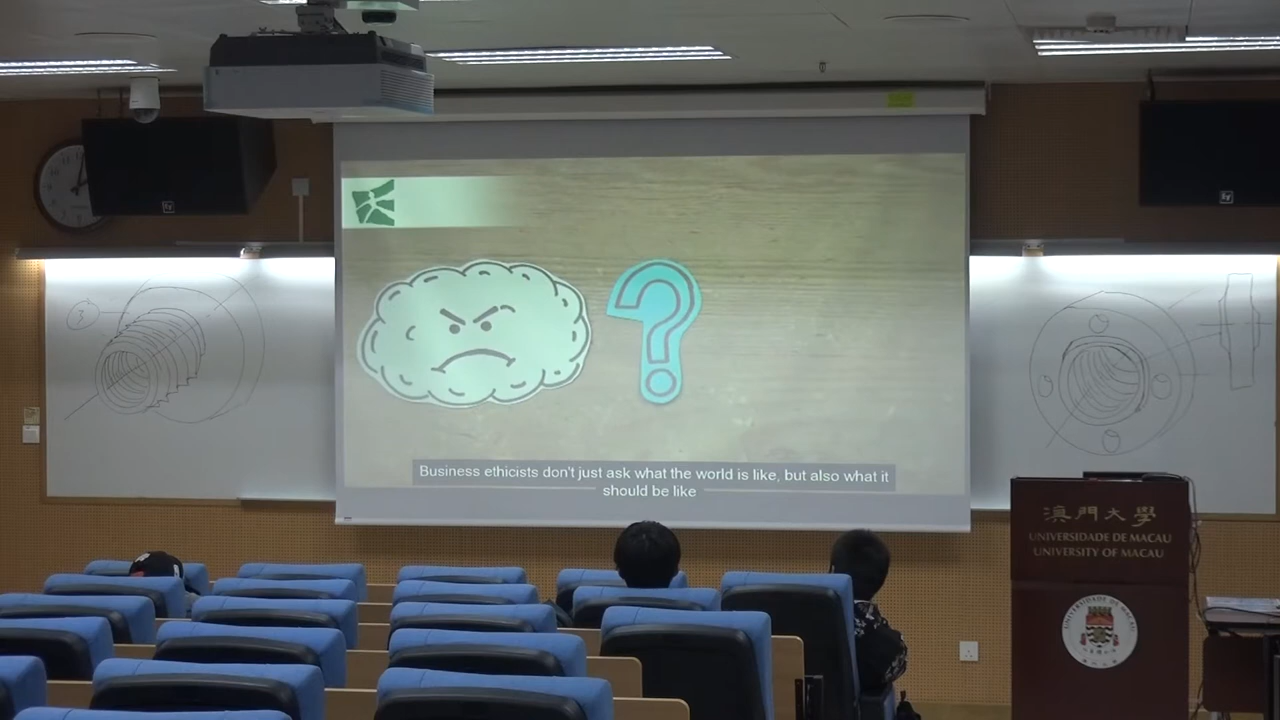 Business ethicists don't just ask what the world is like, but also what it
should be like
澳門大學
UNIVERSIDADE DE MACAU
UNIVERSITY OF MACAU